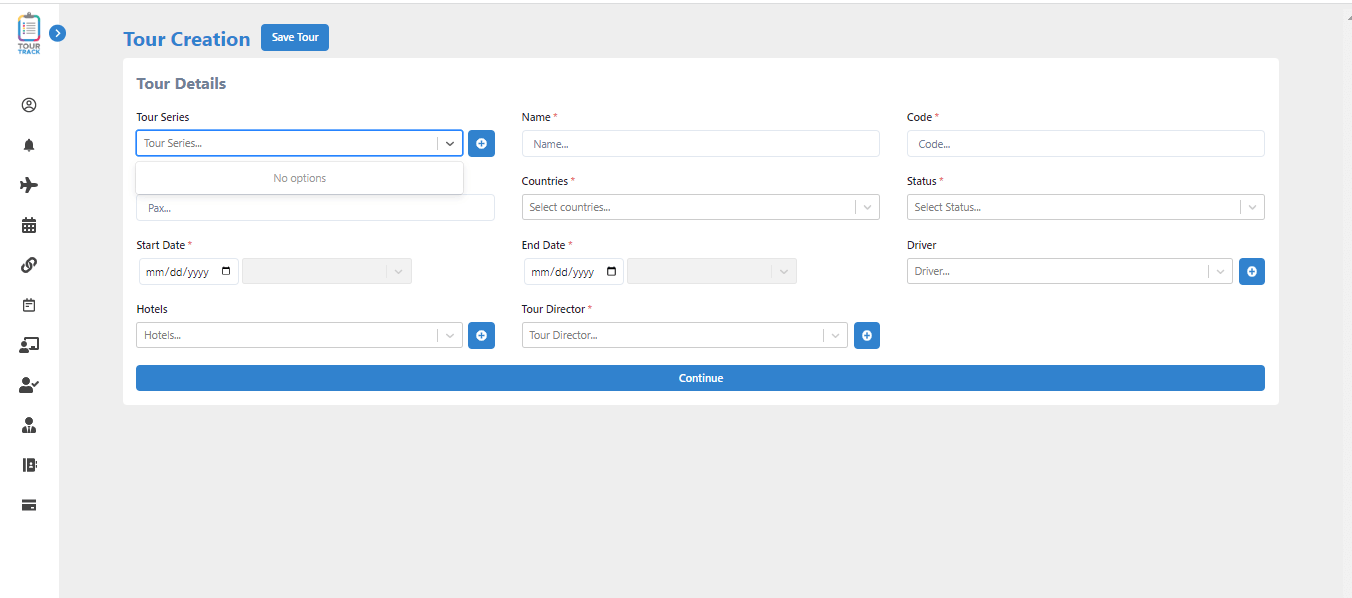 TOUR
TRACK
Tour Creation
Save Tour
Tour Details
Tour Series
Name *
Code *
Tour Series...
Name...
Code...
No options
Countries *
Status *
Pax...
Select countries...
Select Status...
Start Date *
End Date *
Driver
mm/dd/yyyy
mm/dd/yyyy
Driver...
Hotels
Tour Director *
Hotels...
Tour Director...
Continue